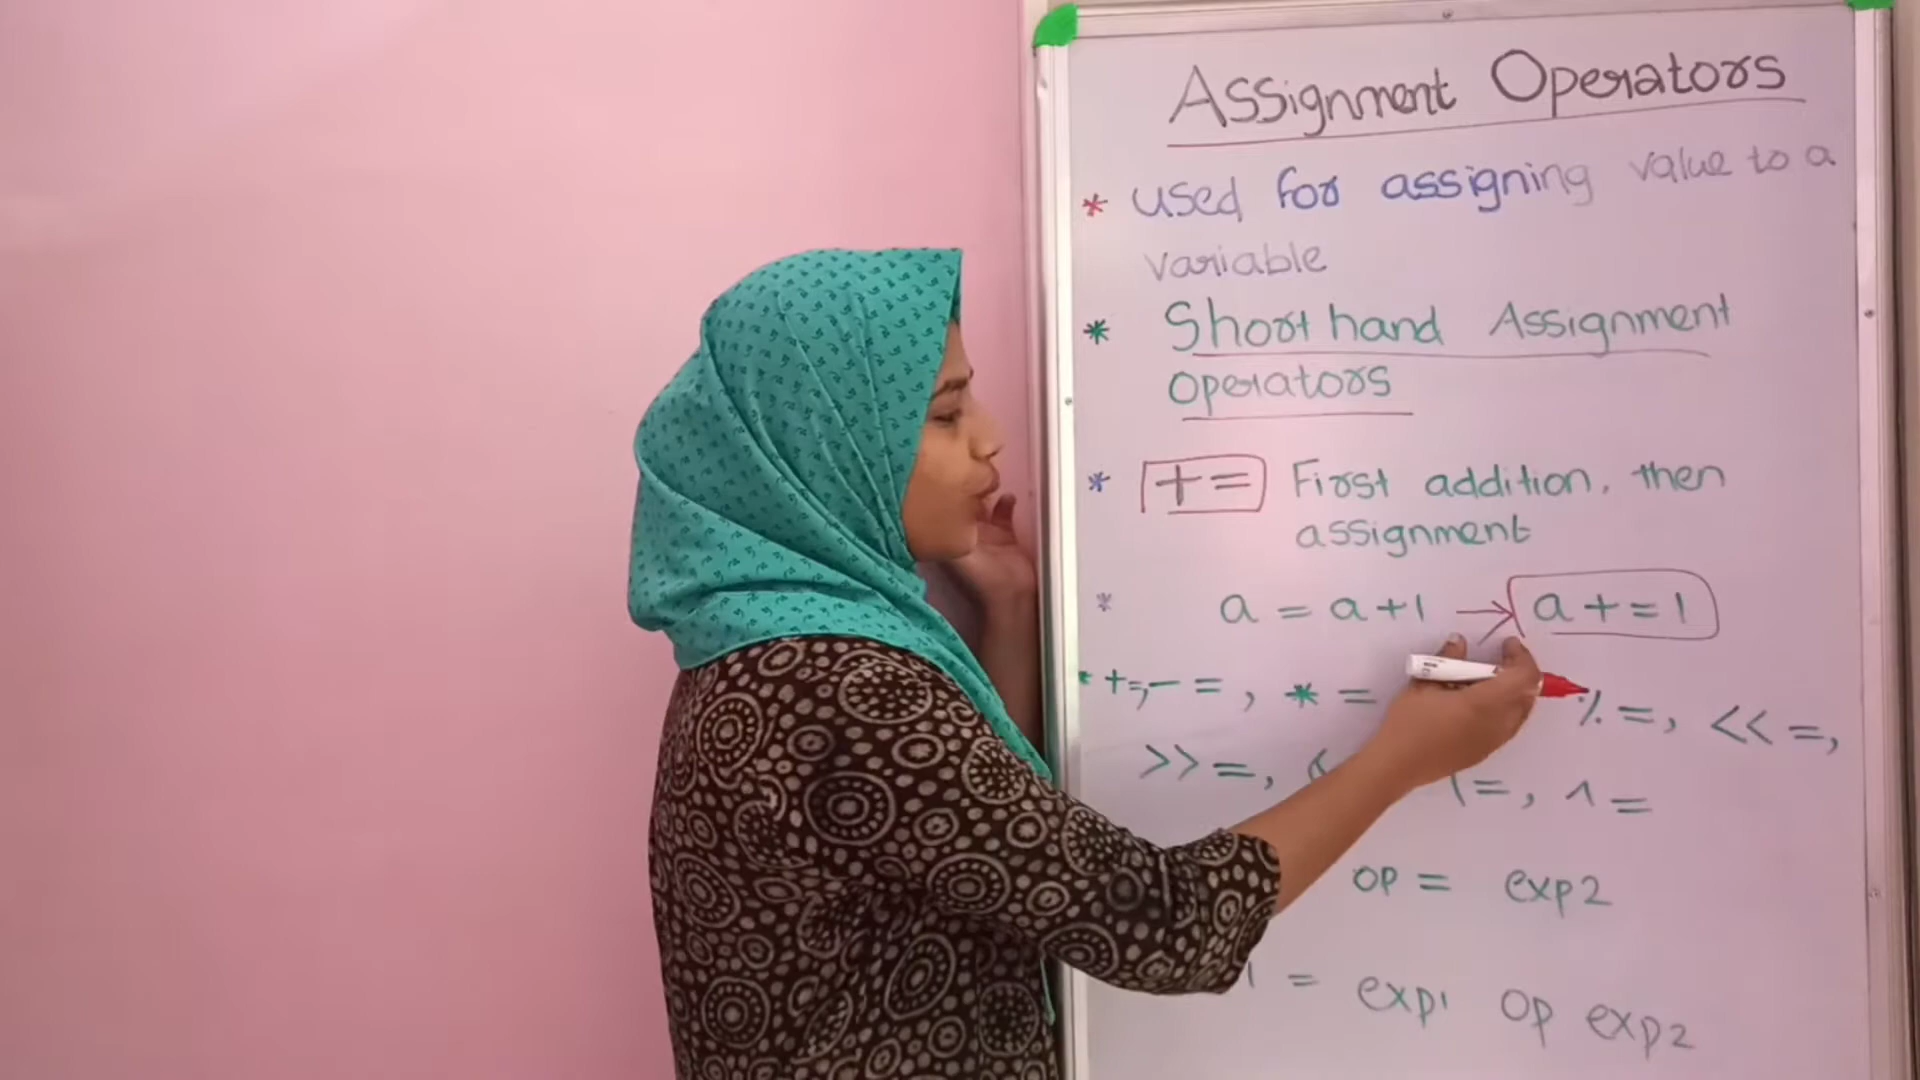 Assignment Operators
* used for assigning value to a
variable
* Short hand Assignment
Operators
* += First addition, then
assignment
* a = a+1 → a+=1
* +=, -=, *= %=, <<=,
>>=, |=, ^=
op = exp2
= exp1 op exp2